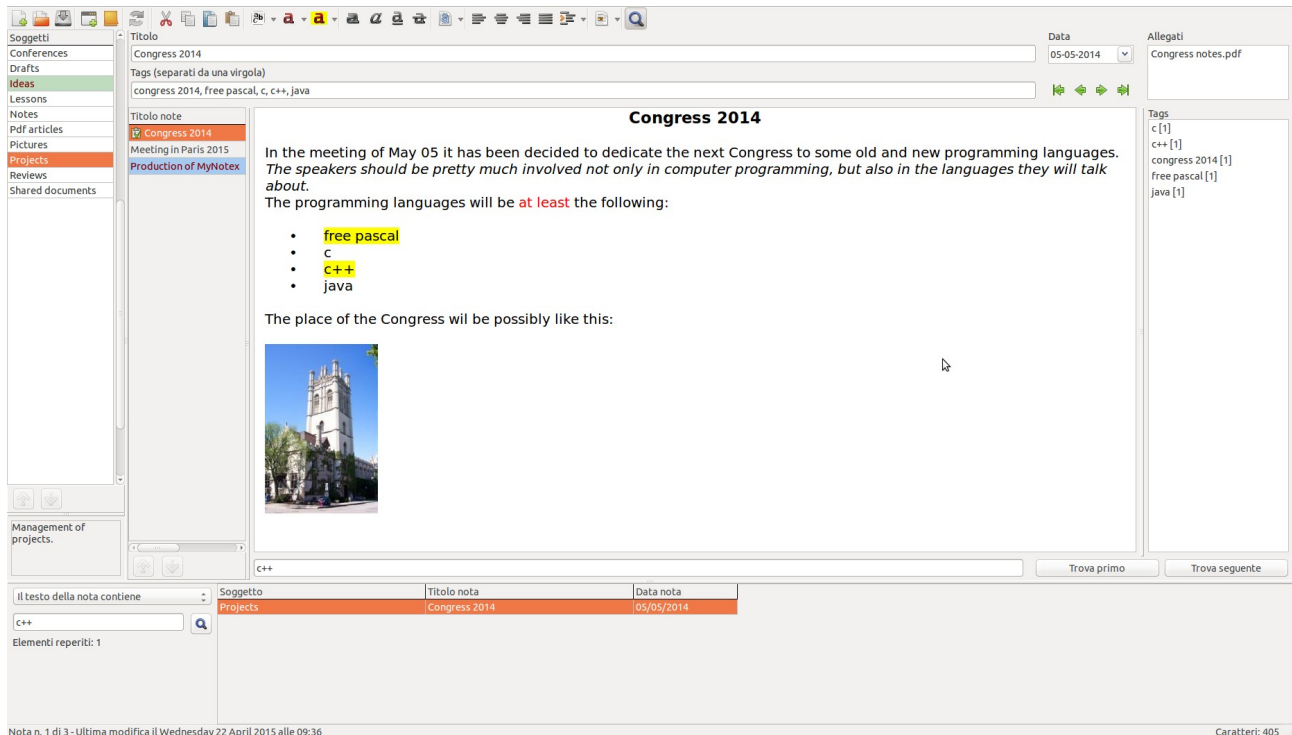 Soggetti
Conferences
Drafts
Ideas
Lessons
Notes
Pdf articles
Pictures
Projects
Reviews
Shared documents
Management of
projects.
Titolo
Congress 2014
Tags (separati da una virgola)
congress 2014, free pascal, c, c++, java
Data
05-05-2014
Allegati
Congress notes.pdf
Titolo note
Congress 2014
Meeting in Paris 2015
Production of MyNotex
Congress 2014
In the meeting of May 05 it has been decided to dedicate the next Congress to some old and new programming languages.
The speakers should be pretty much involved not only in computer programming, but also in the languages they will talk
about.
The programming languages will be at least the following:
• free pascal
• c
• c++
• java
The place of the Congress wil be possibly like this:
Tags
c [1]
c++ [1]
congress 2014 [1]
free pascal [1]
java [1]
c++
Trova primo
Trova seguente
Il testo della nota contiene
c++
Elementi reperiti: 1
Soggetto Titolo nota Data nota
Projects Congress 2014 05/05/2014
Nota n. 1 di 3 - Ultima modifica il Wednesday 22 April 2015 alle 09:36
Caratteri: 405